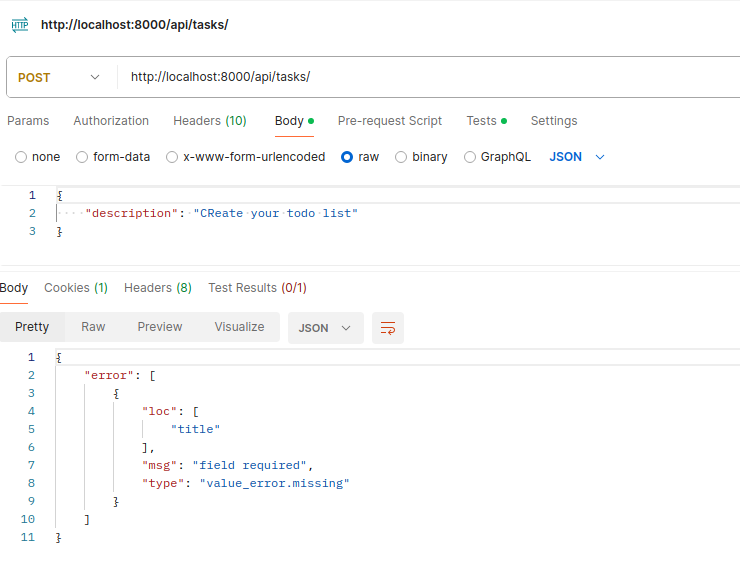 HTTP http://localhost:8000/api/tasks/
POST http://localhost:8000/api/tasks/
Params Authorization Headers (10) Body Pre-request Script Tests Settings
none form-data x-www-form-urlencoded raw binary GraphQL JSON
1 {
2 ····"description":·"CReate·your·todo·list"
3 }
Body Cookies (1) Headers (8) Test Results (0/1)
Pretty Raw Preview Visualize JSON
1 {
2 "error": [
3 {
4 "loc": [
5 "title"
6 ],
7 "msg": "field required",
8 "type": "value_error.missing"
9 }
10 ]
11 }